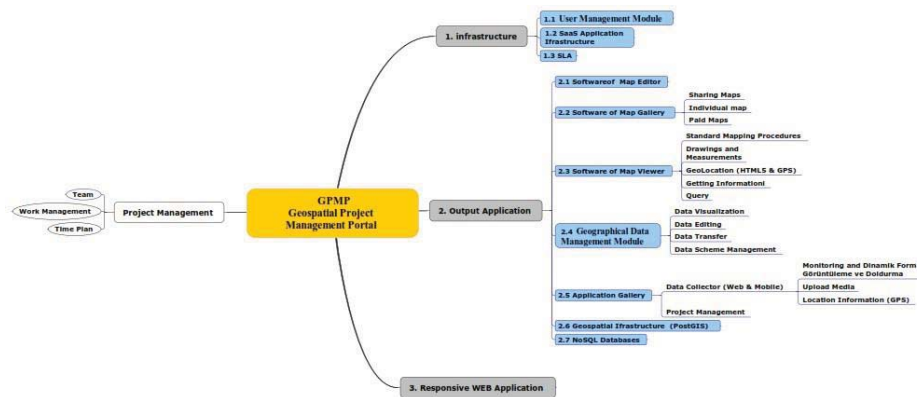 1. infrastructure
1.1 User Management Module
1.2 SaaS Application
Ifrastructure
1.3 SLA
GPMP
Geospatial Project
Management Portal
Project Management
Team
Work Management
Time Plan
2. Output Application
2.1 Softwareof Map Editor
2.2 Software of Map Gallery
Sharing Maps
Individual map
Paid Maps
2.3 Software of Map Viewer
Standard Mapping Procedures
Drawings and
Measurements
GeoLocation (HTML5 & GPS)
Getting Informationl
Query
2.4 Geographical Data
Management Module
Data Visualization
Data Editing
Data Transfer
Data Scheme Management
2.5 Application Gallery
Data Collector (Web & Mobile)
Monitoring and Dinamik Form
Görüntüleme ve Doldurma
Upload Media
Location Information (GPS)
Project Management
2.6 Geospatial Ifrastructure (PostGIS)
2.7 NoSQL Databases
3. Responsive WEB Application